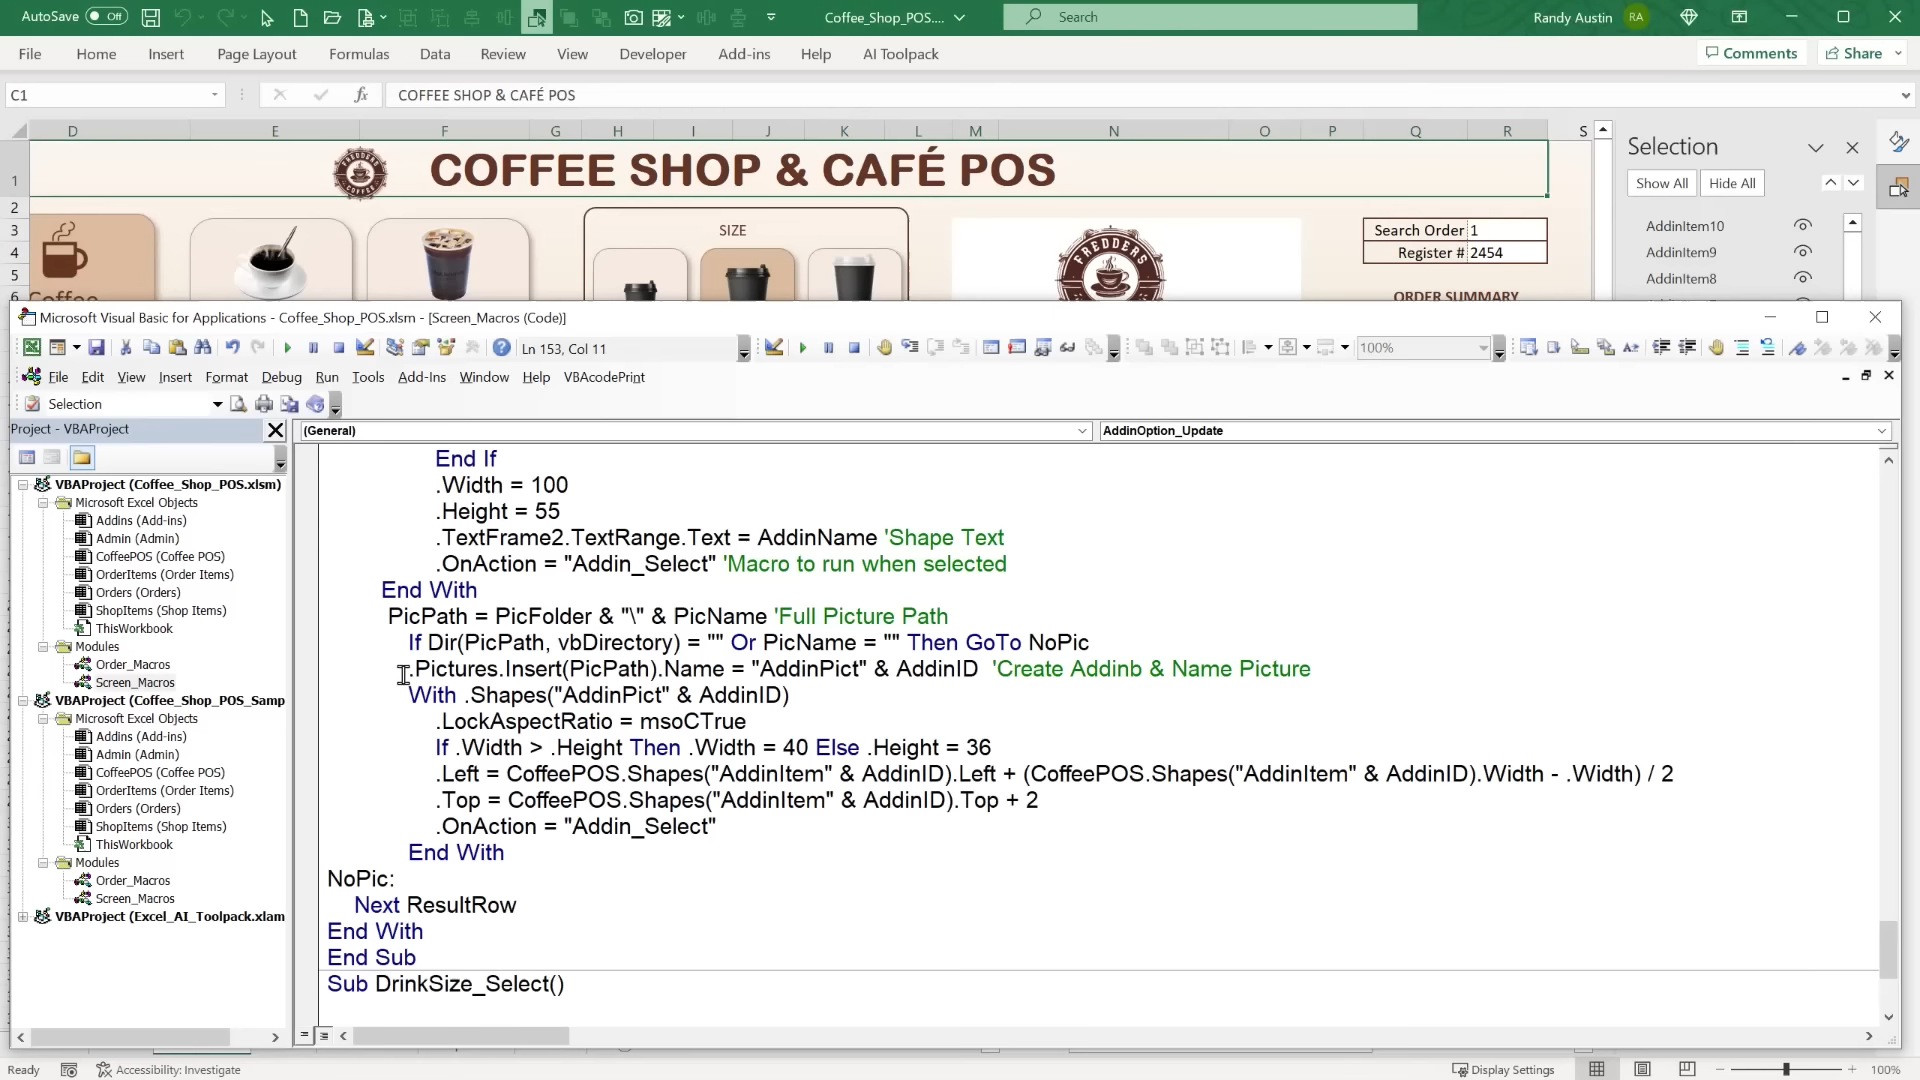 AutoSave Off
Coffee_Shop_POS....
Search
Randy Austin
RA
File Home Insert Page Layout Formulas Data Review View Developer Add-ins Help AI Toolpack
Comments
Share
C1
fx
COFFEE SHOP & CAFÉ POS
D E F G H I J K L M N O P Q R S
1
2
3
4
5
6
FREDDERS
COFFEE
COFFEE SHOP & CAFÉ POS
Coffee
SIZE
FREDDERS
Search Order 1
Register # 2454
ORDER SUMMARY
Selection
Show All
Hide All
AddinItem10
AddinItem9
AddinItem8
Microsoft Visual Basic for Applications - Coffee_Shop_POS.xlsm - [Screen_Macros (Code)]
Ln 153, Col 11
100%
File Edit View Insert Format Debug Run Tools Add-Ins Window Help VBAcodePrint
Selection
Project - VBAProject
VBAProject (Coffee_Shop_POS.xlsm)
Microsoft Excel Objects
Addins (Add-ins)
Admin (Admin)
CoffeePOS (Coffee POS)
OrderItems (Order Items)
Orders (Orders)
ShopItems (Shop Items)
ThisWorkbook
Modules
Order_Macros
Screen_Macros
VBAProject (Coffee_Shop_POS_Samp
Microsoft Excel Objects
Addins (Add-ins)
Admin (Admin)
CoffeePOS (Coffee POS)
OrderItems (Order Items)
Orders (Orders)
ShopItems (Shop Items)
ThisWorkbook
Modules
Order_Macros
Screen_Macros
VBAProject (Excel_AI_Toolpack.xlam
(General)
AddinOption_Update
End If
.Width = 100
.Height = 55
.TextFrame2.TextRange.Text = AddinName 'Shape Text
.OnAction = "Addin_Select" 'Macro to run when selected
End With
PicPath = PicFolder & "\" & PicName 'Full Picture Path
If Dir(PicPath, vbDirectory) = "" Or PicName = "" Then GoTo NoPic
.Pictures.Insert(PicPath).Name = "AddinPict" & AddinID 'Create Addinb & Name Picture
With .Shapes("AddinPict" & AddinID)
.LockAspectRatio = msoCTrue
If .Width > .Height Then .Width = 40 Else .Height = 36
.Left = CoffeePOS.Shapes("AddinItem" & AddinID).Left + (CoffeePOS.Shapes("AddinItem" & AddinID).Width - .Width) / 2
.Top = CoffeePOS.Shapes("AddinItem" & AddinID).Top + 2
.OnAction = "Addin_Select"
End With
NoPic:
Next ResultRow
End With
End Sub
Sub DrinkSize_Select()
Ready
Accessibility: Investigate
Display Settings
100%